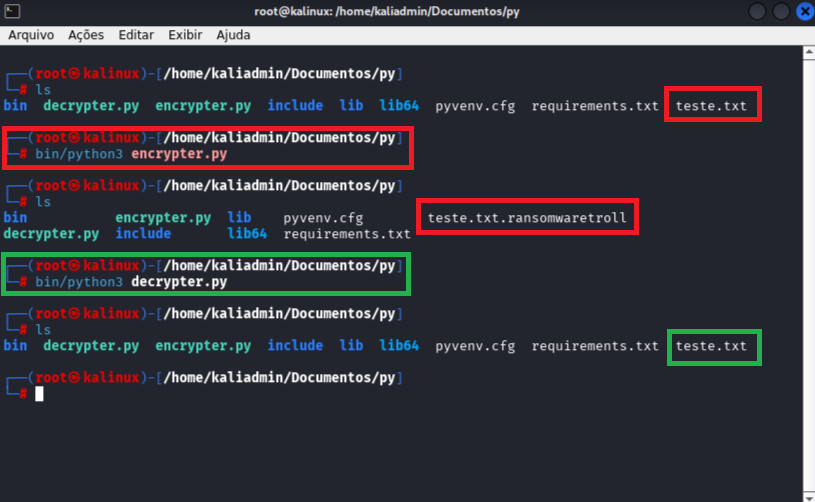 root@kalinux: /home/kaliadmin/Documentos/py
Arquivo Ações Editar Exibir Ajuda
┌──(root㉿kalinux)-[/home/kaliadmin/Documentos/py]
└─# ls
bin decrypter.py encrypter.py include lib lib64 pyvenv.cfg requirements.txt teste.txt
┌──(root㉿kalinux)-[/home/kaliadmin/Documentos/py]
└─# bin/python3 encrypter.py
┌──(root㉿kalinux)-[/home/kaliadmin/Documentos/py]
└─# ls
bin encrypter.py lib pyvenv.cfg teste.txt.ransomwaretroll
decrypter.py include lib64 requirements.txt
┌──(root㉿kalinux)-[/home/kaliadmin/Documentos/py]
└─# bin/python3 decrypter.py
┌──(root㉿kalinux)-[/home/kaliadmin/Documentos/py]
└─# ls
bin decrypter.py encrypter.py include lib lib64 pyvenv.cfg requirements.txt teste.txt
┌──(root㉿kalinux)-[/home/kaliadmin/Documentos/py]
└─#